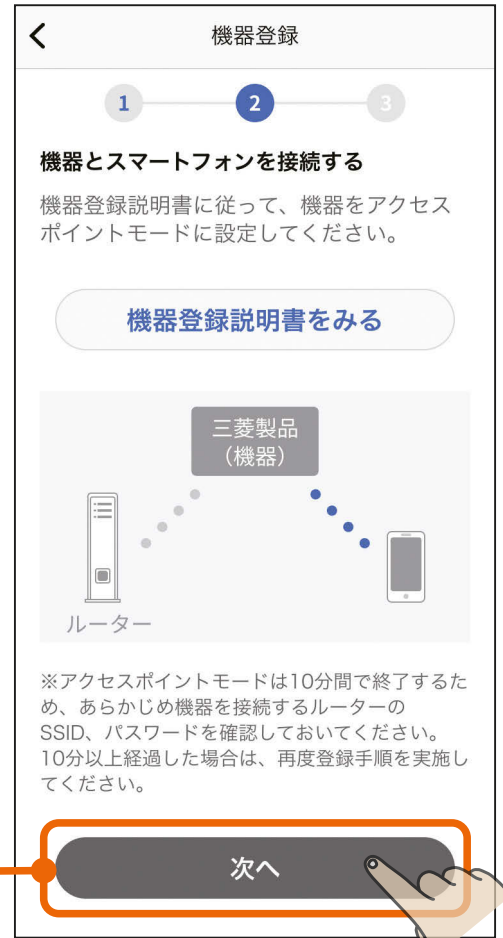 機器登録
1 2 3
機器とスマートフォンを接続する
機器登録説明書に従って、機器をアクセス
ポイントモードに設定してください。
機器登録説明書をみる
三菱製品
（機器）
ルーター
※アクセスポイントモードは10分間で終了するた
め、あらかじめ機器を接続するルーターの
SSID、パスワードを確認しておいてください。
10分以上経過した場合は、再度登録手順を実施し
てください。
次へ